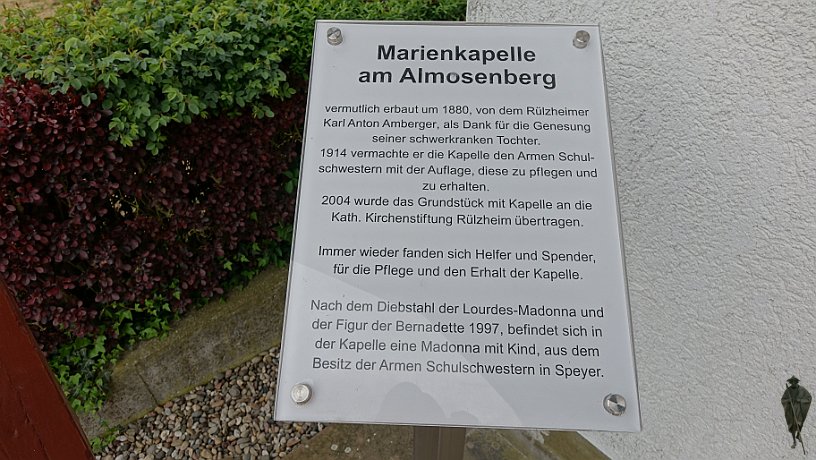 Marienkapelle
am Almosenberg
vermutlich erbaut um 1880, von dem Rülzheimer
Karl Anton Amberger, als Dank für die Genesung
seiner schwerkranken Tochter.
1914 vermachte er die Kapelle den Armen Schul-
schwestern mit der Auflage, diese zu pflegen und
zu erhalten.
2004 wurde das Grundstück mit Kapelle an die
Kath. Kirchenstiftung Rülzheim übertragen.
Immer wieder fanden sich Helfer und Spender,
für die Pflege und den Erhalt der Kapelle.
Nach dem Diebstahl der Lourdes-Madonna und
der Figur der Bernadette 1997, befindet sich in
der Kapelle eine Madonna mit Kind, aus dem
Besitz der Armen Schulschwestern in Speyer.